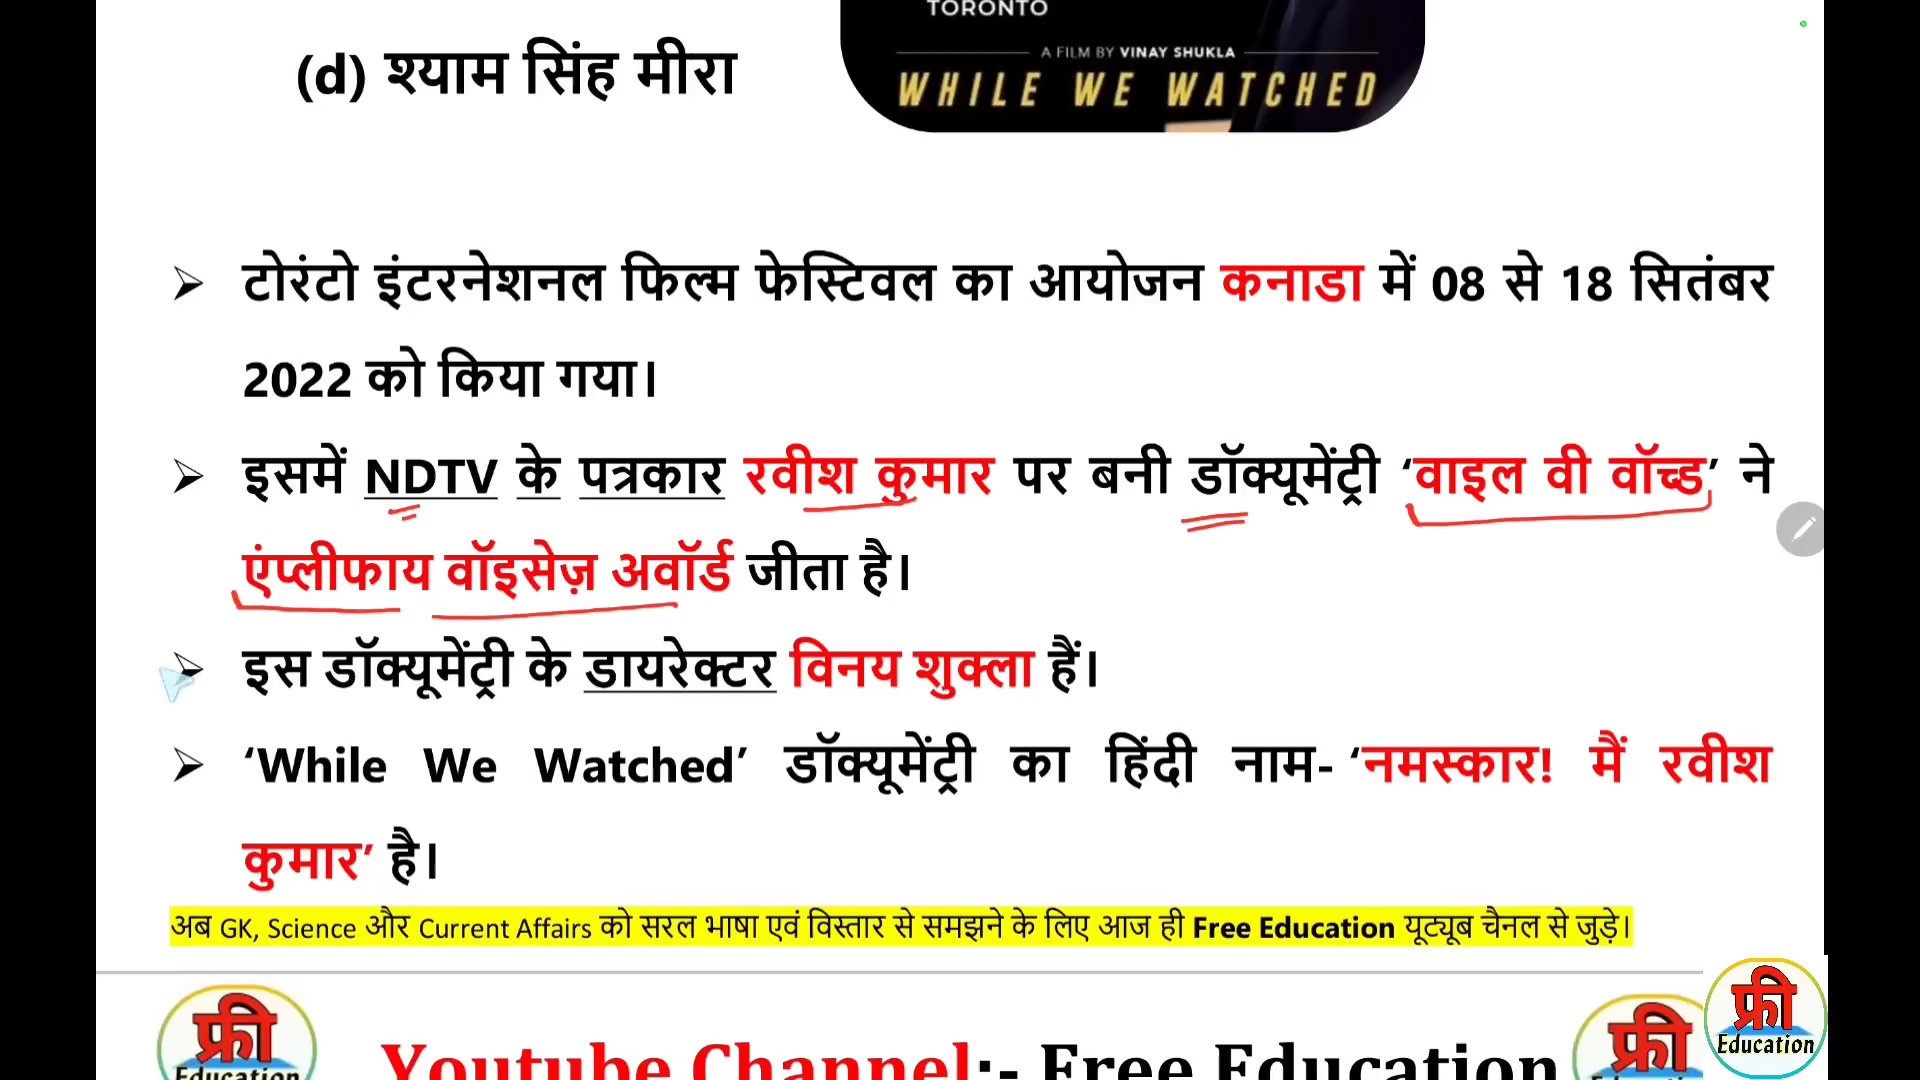 TORONTO
A FILM BY VINAY SHUKLA
WHILE WE WATCHED
(d) श्याम सिंह मीरा
➢ टोरंटो इंटरनेशनल फिल्म फेस्टिवल का आयोजन कनाडा में 08 से 18 सितंबर
2022 को किया गया।
➢ इसमें NDTV के पत्रकार रवीश कुमार पर बनी डॉक्यूमेंट्री ‘वाइल वी वॉच्ड’ ने
एंप्लीफाय वॉइसेज़ अवॉर्ड जीता है।
➢ इस डॉक्यूमेंट्री के डायरेक्टर विनय शुक्ला हैं।
➢ ‘While We Watched’ डॉक्यूमेंट्री का हिंदी नाम- ‘नमस्कार! मैं रवीश
कुमार’ है।
अब GK, Science और Current Affairs को सरल भाषा एवं विस्तार से समझने के लिए आज ही Free Education यूट्यूब चैनल से जुड़े।
फ्री
Education
Youtube Channel:- Free Education
फ्री
फ्री
Education